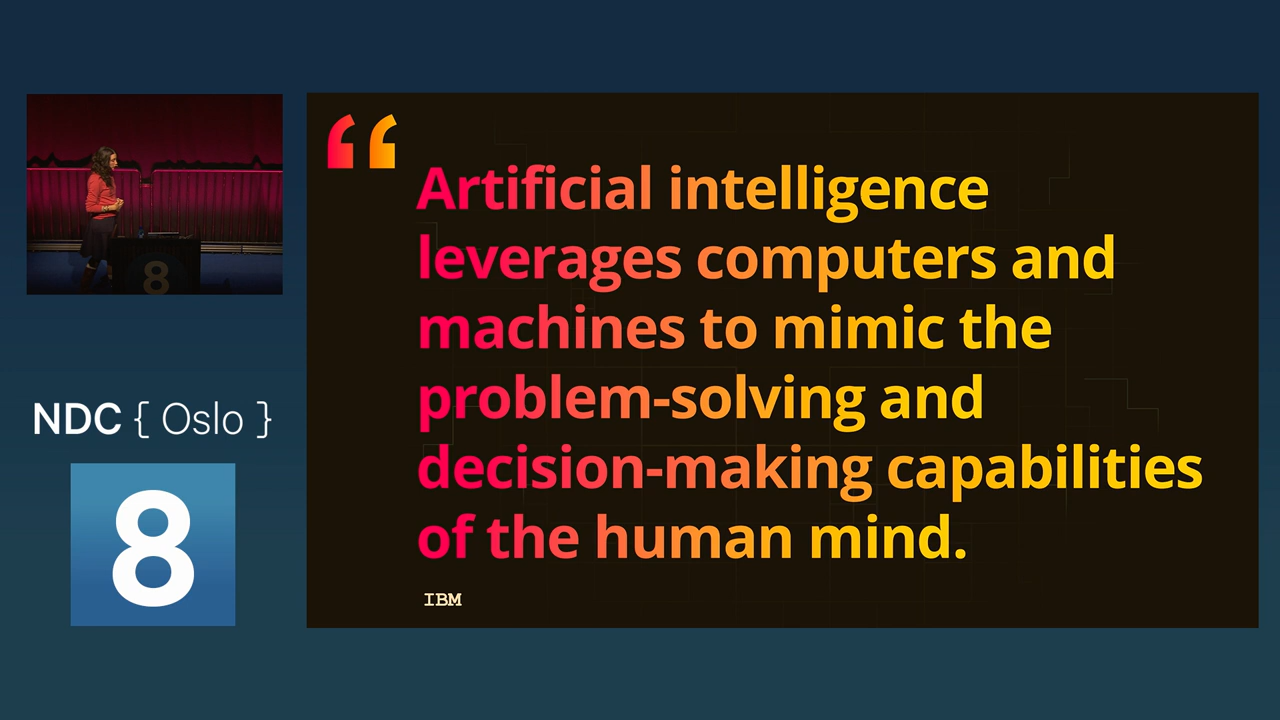 “
Artificial intelligence
leverages computers and
machines to mimic the
problem-solving and
decision-making capabilities
of the human mind.
IBM
8
NDC { Oslo }
8